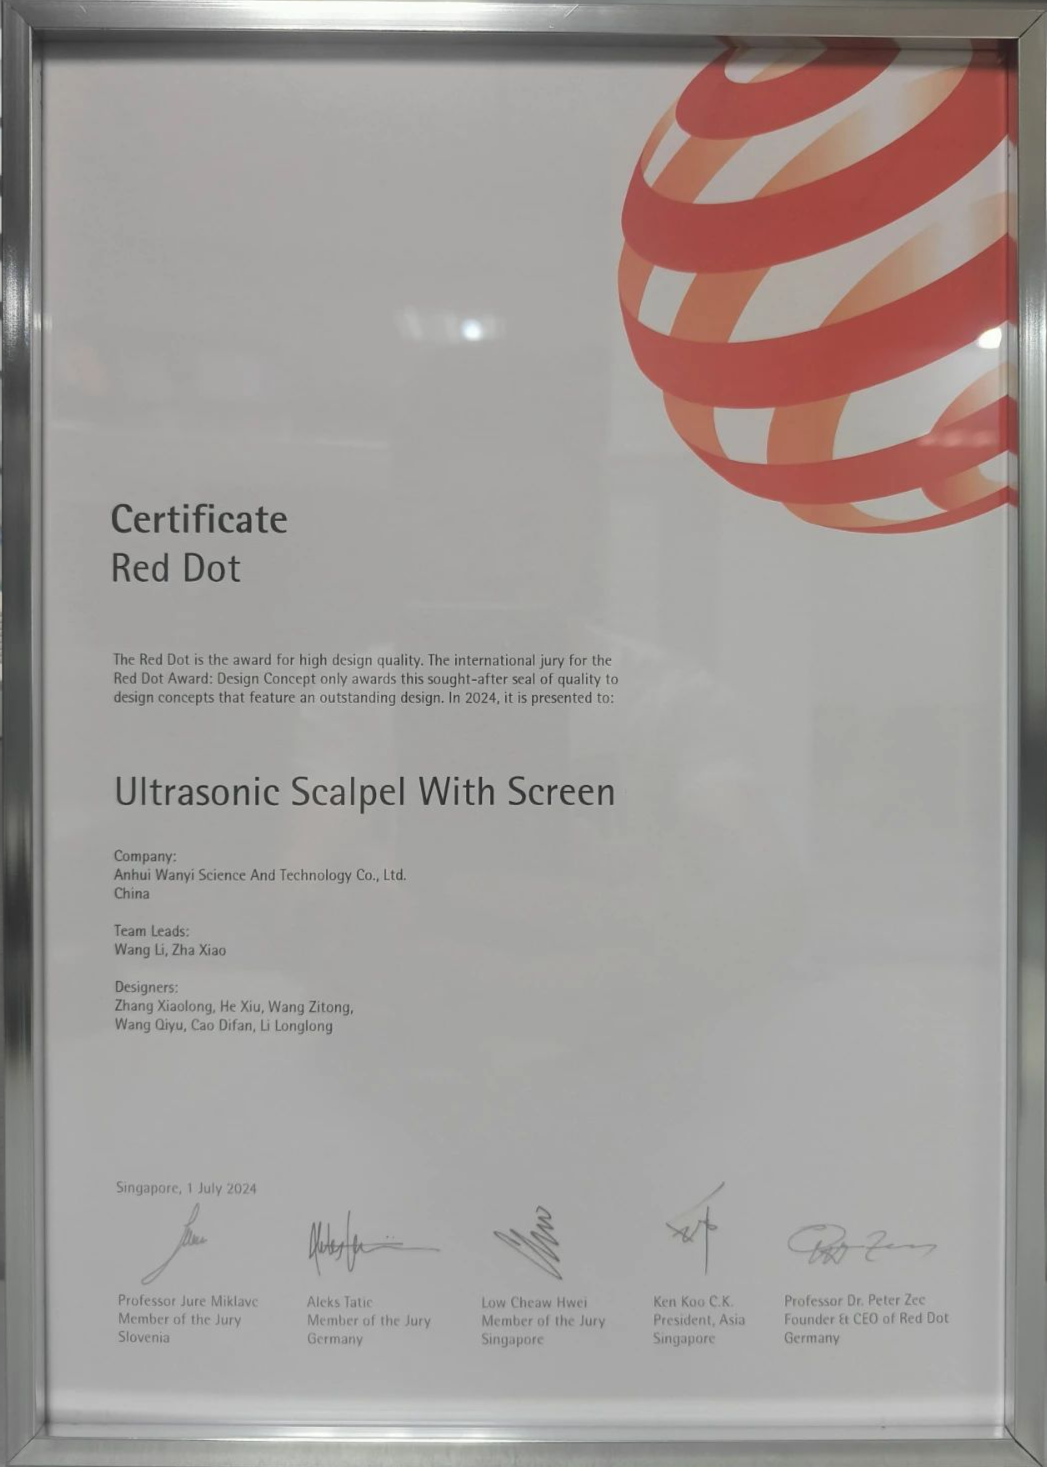 Certificate
Red Dot
The Red Dot is the award for high design quality. The international jury for the
Red Dot Award: Design Concept only awards this sought-after seal of quality to
design concepts that feature an outstanding design. In 2024, it is presented to:
Ultrasonic Scalpel With Screen
Company:
Anhui Wanyi Science And Technology Co., Ltd.
China
Team Leads:
Wang Li, Zha Xiao
Designers:
Zhang Xiaolong, He Xiu, Wang Zitong,
Wang Qiyu, Cao Difan, Li Longlong
Singapore, 1 July 2024
Professor Jure Miklavc
Member of the Jury
Slovenia
Aleks Tatic
Member of the Jury
Germany
Low Cheaw Hwei
Member of the Jury
Singapore
Ken Koo C.K.
President, Asia
Singapore
Professor Dr. Peter Zec
Founder & CEO of Red Dot
Germany